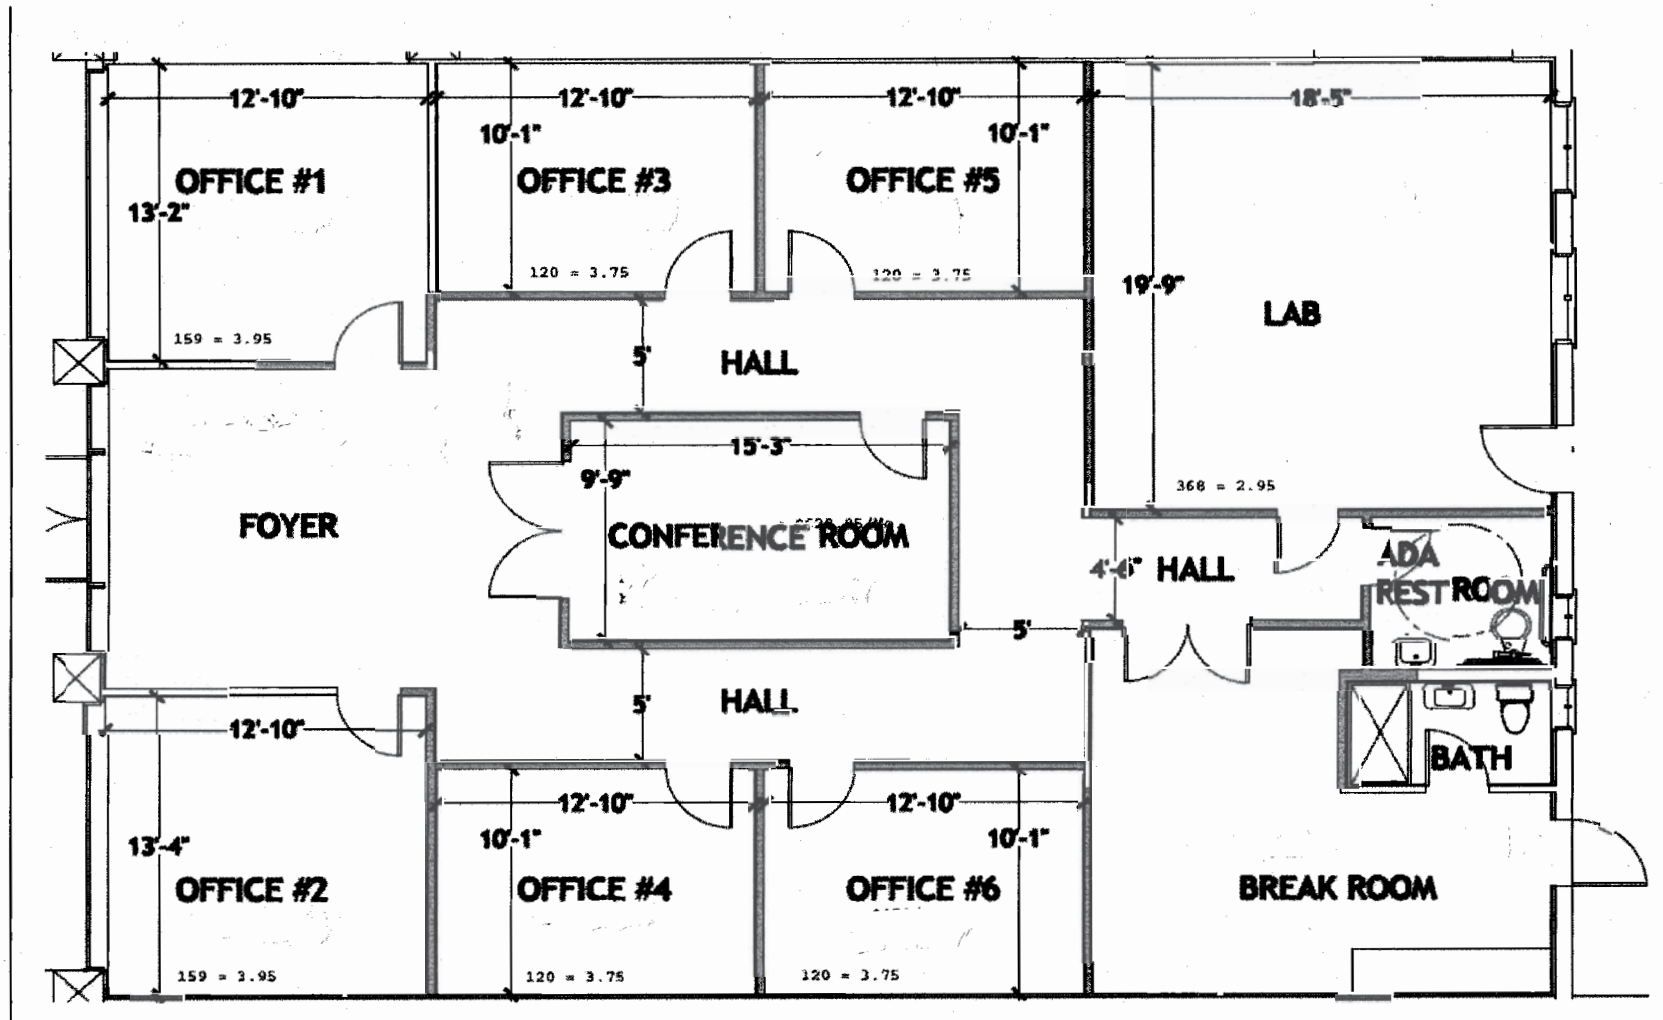 12'-10"
12'-10"
12'-10"
18'-5"
10'-1"
10'-1"
OFFICE #1
OFFICE #3
OFFICE #5
13'-2"
120 = 3.75
120 = 3.75
19'-9"
LAB
159 = 3.95
5'
HALL
15'-3"
9'-9"
368 = 2.95
FOYER
CONFERENCE ROOM
4'-6" HALL
ADA
RESTROOM
5'
5'
HALL
12'-10"
BATH
12'-10"
12'-10"
13'-4"
10'-1"
10'-1"
OFFICE #2
OFFICE #4
OFFICE #6
BREAK ROOM
159 = 3.95
120 = 3.75
120 = 3.75